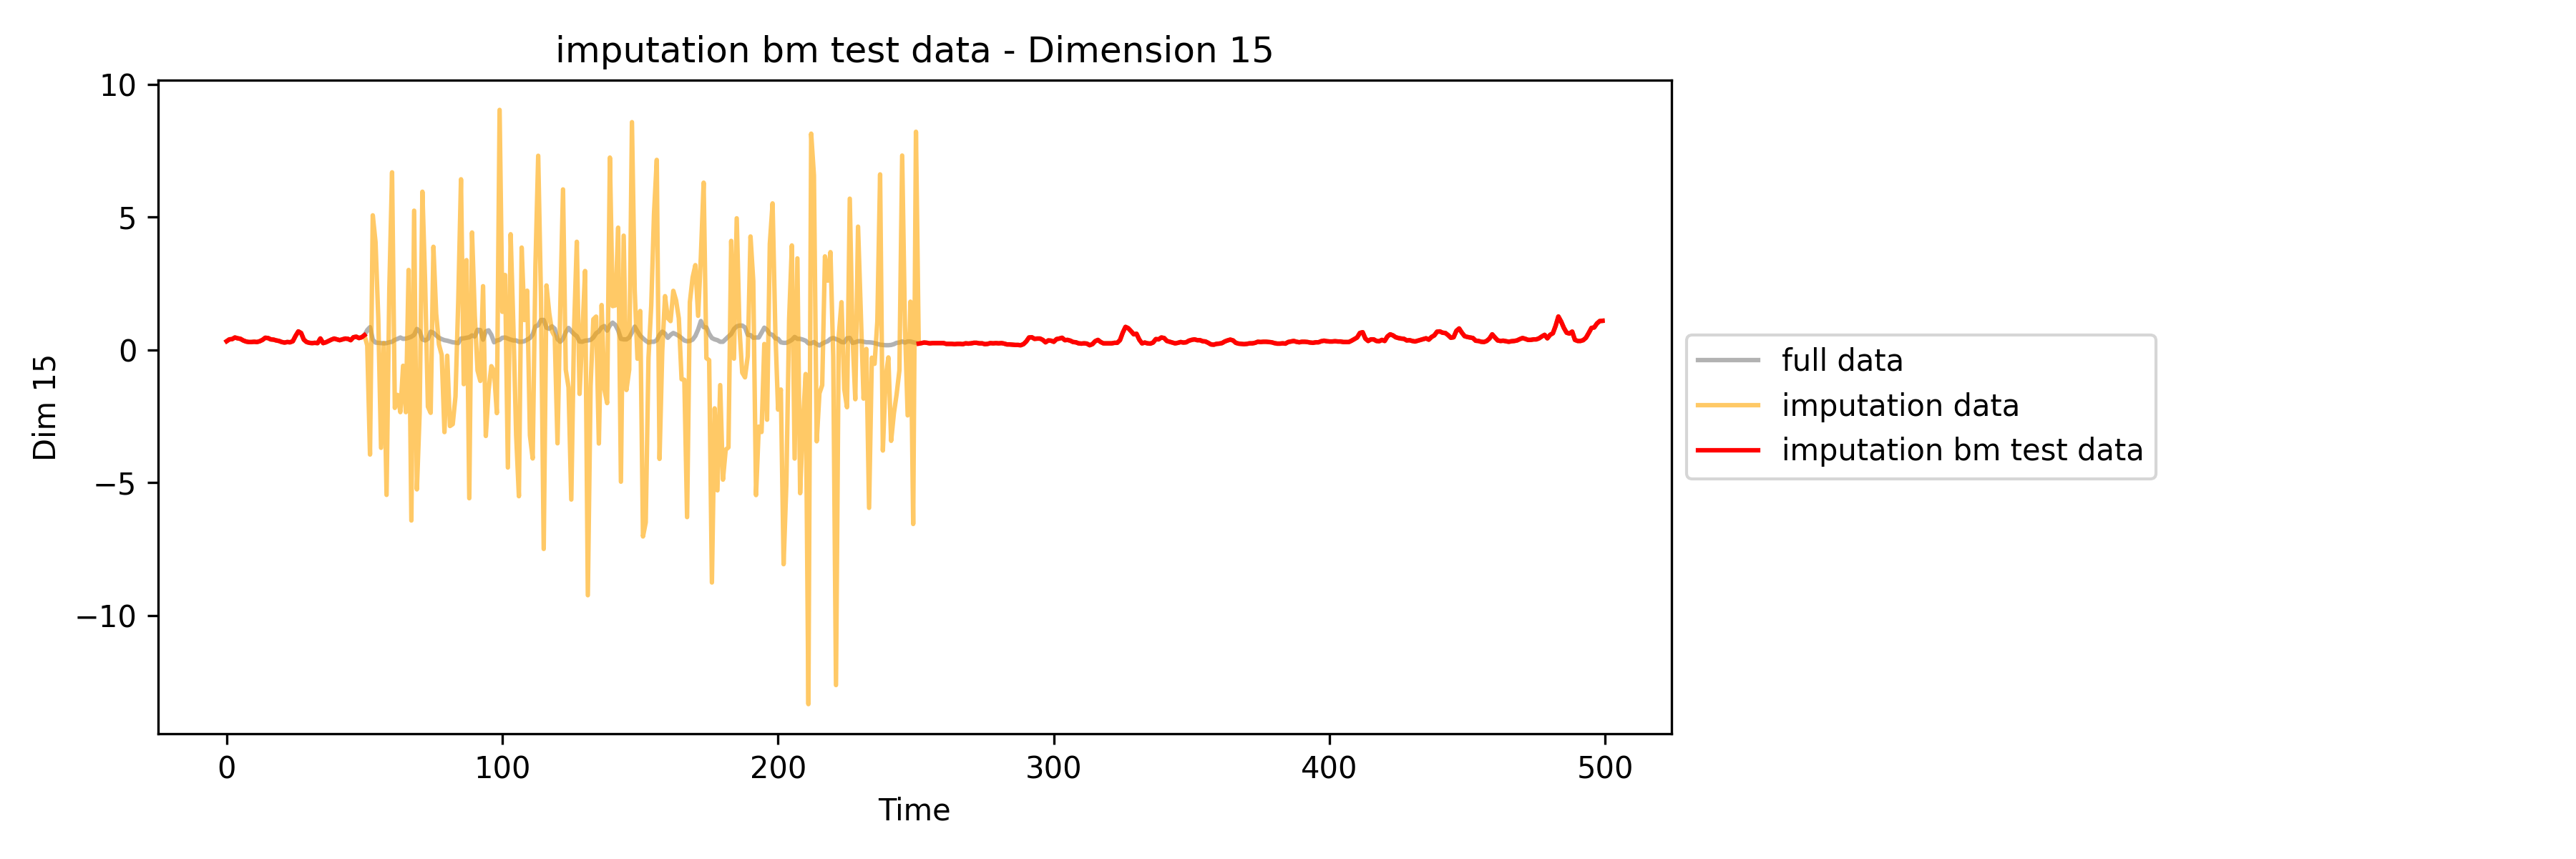 imputation bm test data - Dimension 15
10
5
0
−5
−10
Dim 15
0
100
200
300
400
500
Time
full data
imputation data
imputation bm test data